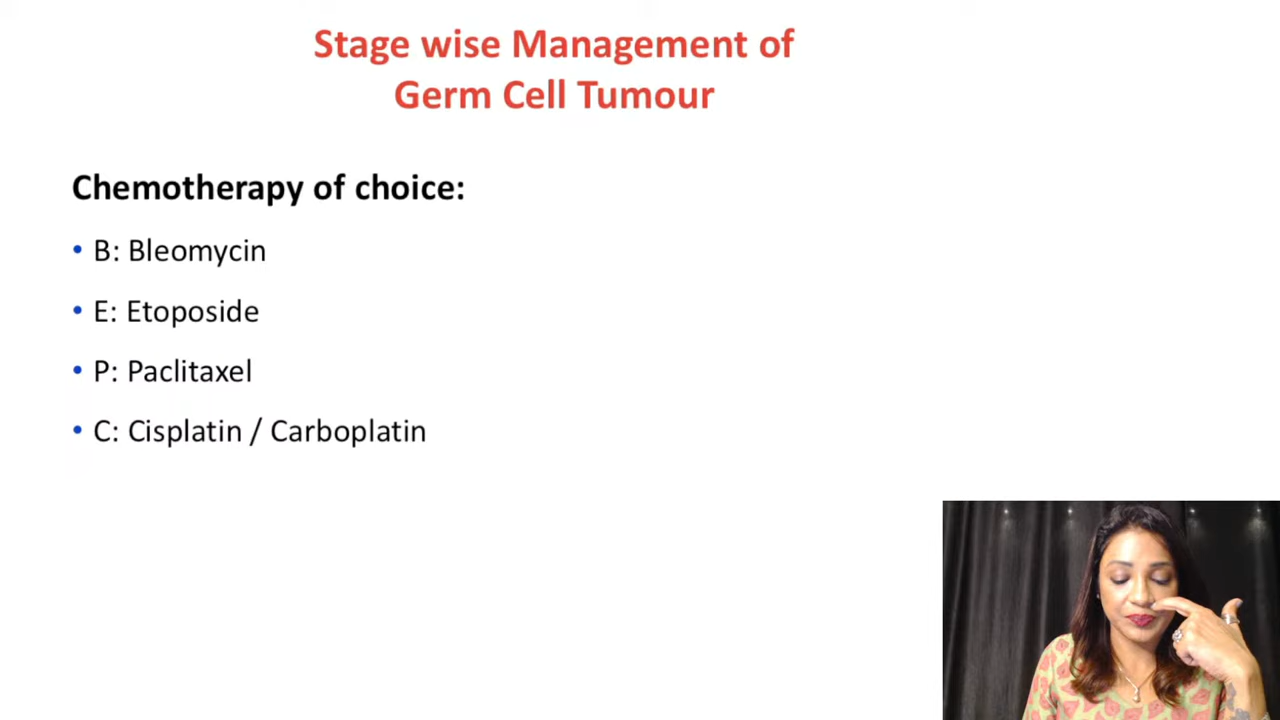 Stage wise Management of
Germ Cell Tumour
Chemotherapy of choice:
• B: Bleomycin
• E: Etoposide
• P: Paclitaxel
• C: Cisplatin / Carboplatin